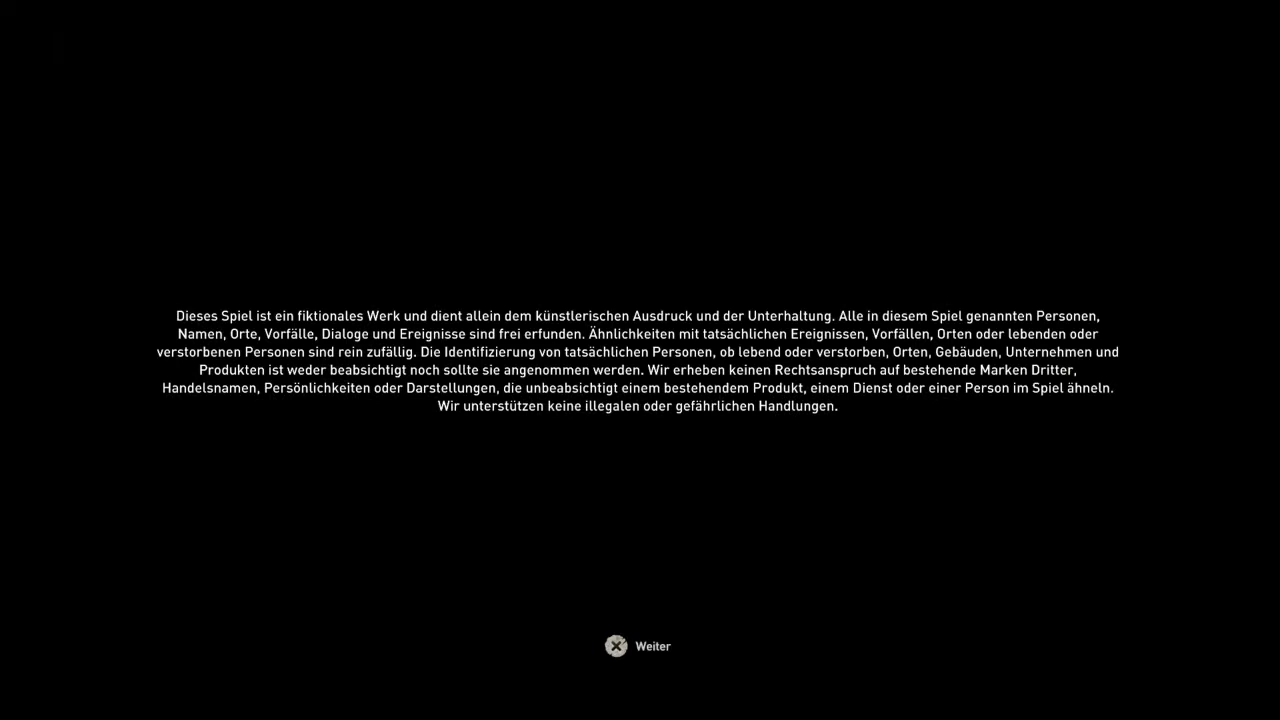 Dieses Spiel ist ein fiktionales Werk und dient allein dem künstlerischen Ausdruck und der Unterhaltung. Alle in diesem Spiel genannten Personen,
Namen, Orte, Vorfälle, Dialoge und Ereignisse sind frei erfunden. Ähnlichkeiten mit tatsächlichen Ereignissen, Vorfällen, Orten oder lebenden oder
verstorbenen Personen sind rein zufällig. Die Identifizierung von tatsächlichen Personen, ob lebend oder verstorben, Orten, Gebäuden, Unternehmen und
Produkten ist weder beabsichtigt noch sollte sie angenommen werden. Wir erheben keinen Rechtsanspruch auf bestehende Marken Dritter,
Handelsnamen, Persönlichkeiten oder Darstellungen, die unbeabsichtigt einem bestehendem Produkt, einem Dienst oder einer Person im Spiel ähneln.
Wir unterstützen keine illegalen oder gefährlichen Handlungen.
Weiter